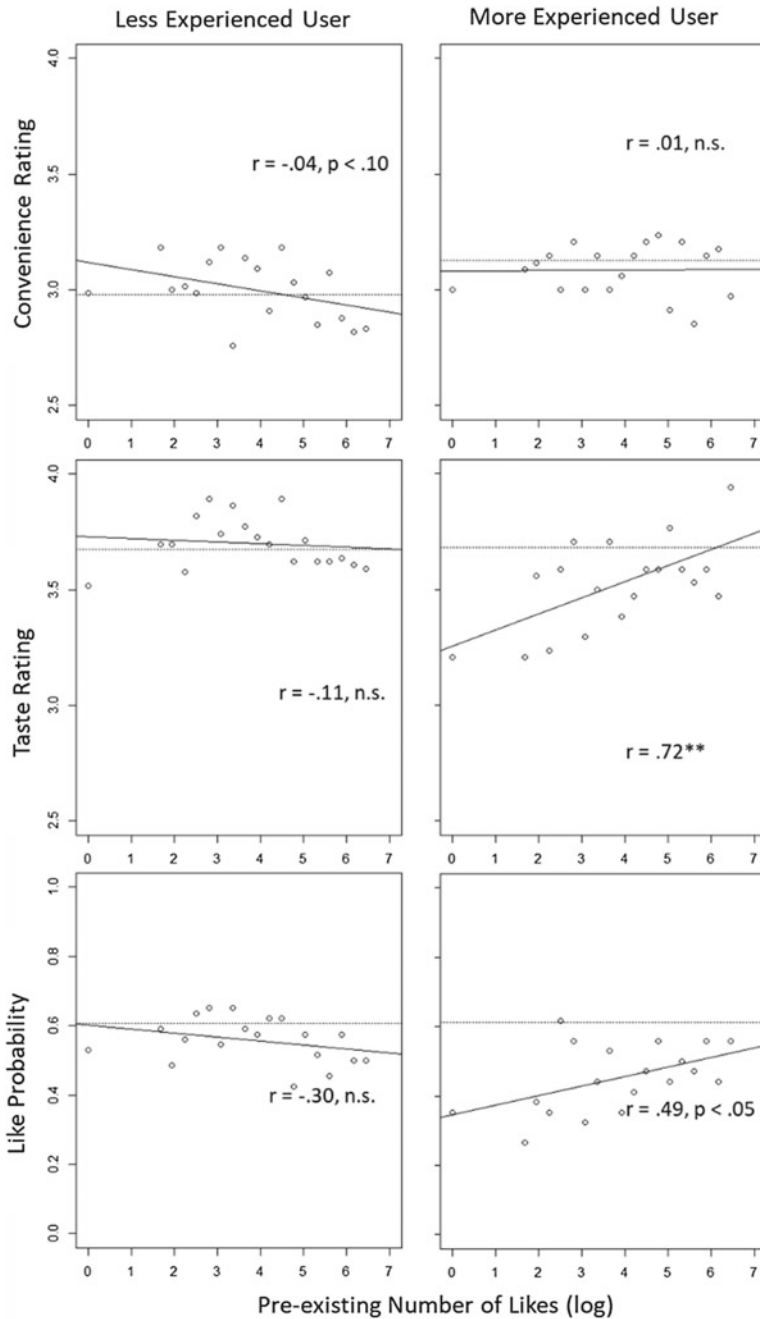 Less Experienced User
More Experienced User
Convenience Rating
4.0
3.5
3.0
2.5
r = -.04, p < .10
0 1 2 3 4 5 6 7
r = .01, n.s.
0 1 2 3 4 5 6 7
Taste Rating
4.0
3.5
3.0
2.5
r = -.11, n.s.
0 1 2 3 4 5 6 7
r = .72**
0 1 2 3 4 5 6 7
Like Probability
1.0
0.8
0.6
0.4
0.2
0.0
r = -.30, n.s.
0 1 2 3 4 5 6 7
r = .49, p < .05
0 1 2 3 4 5 6 7
Pre-existing Number of Likes (log)